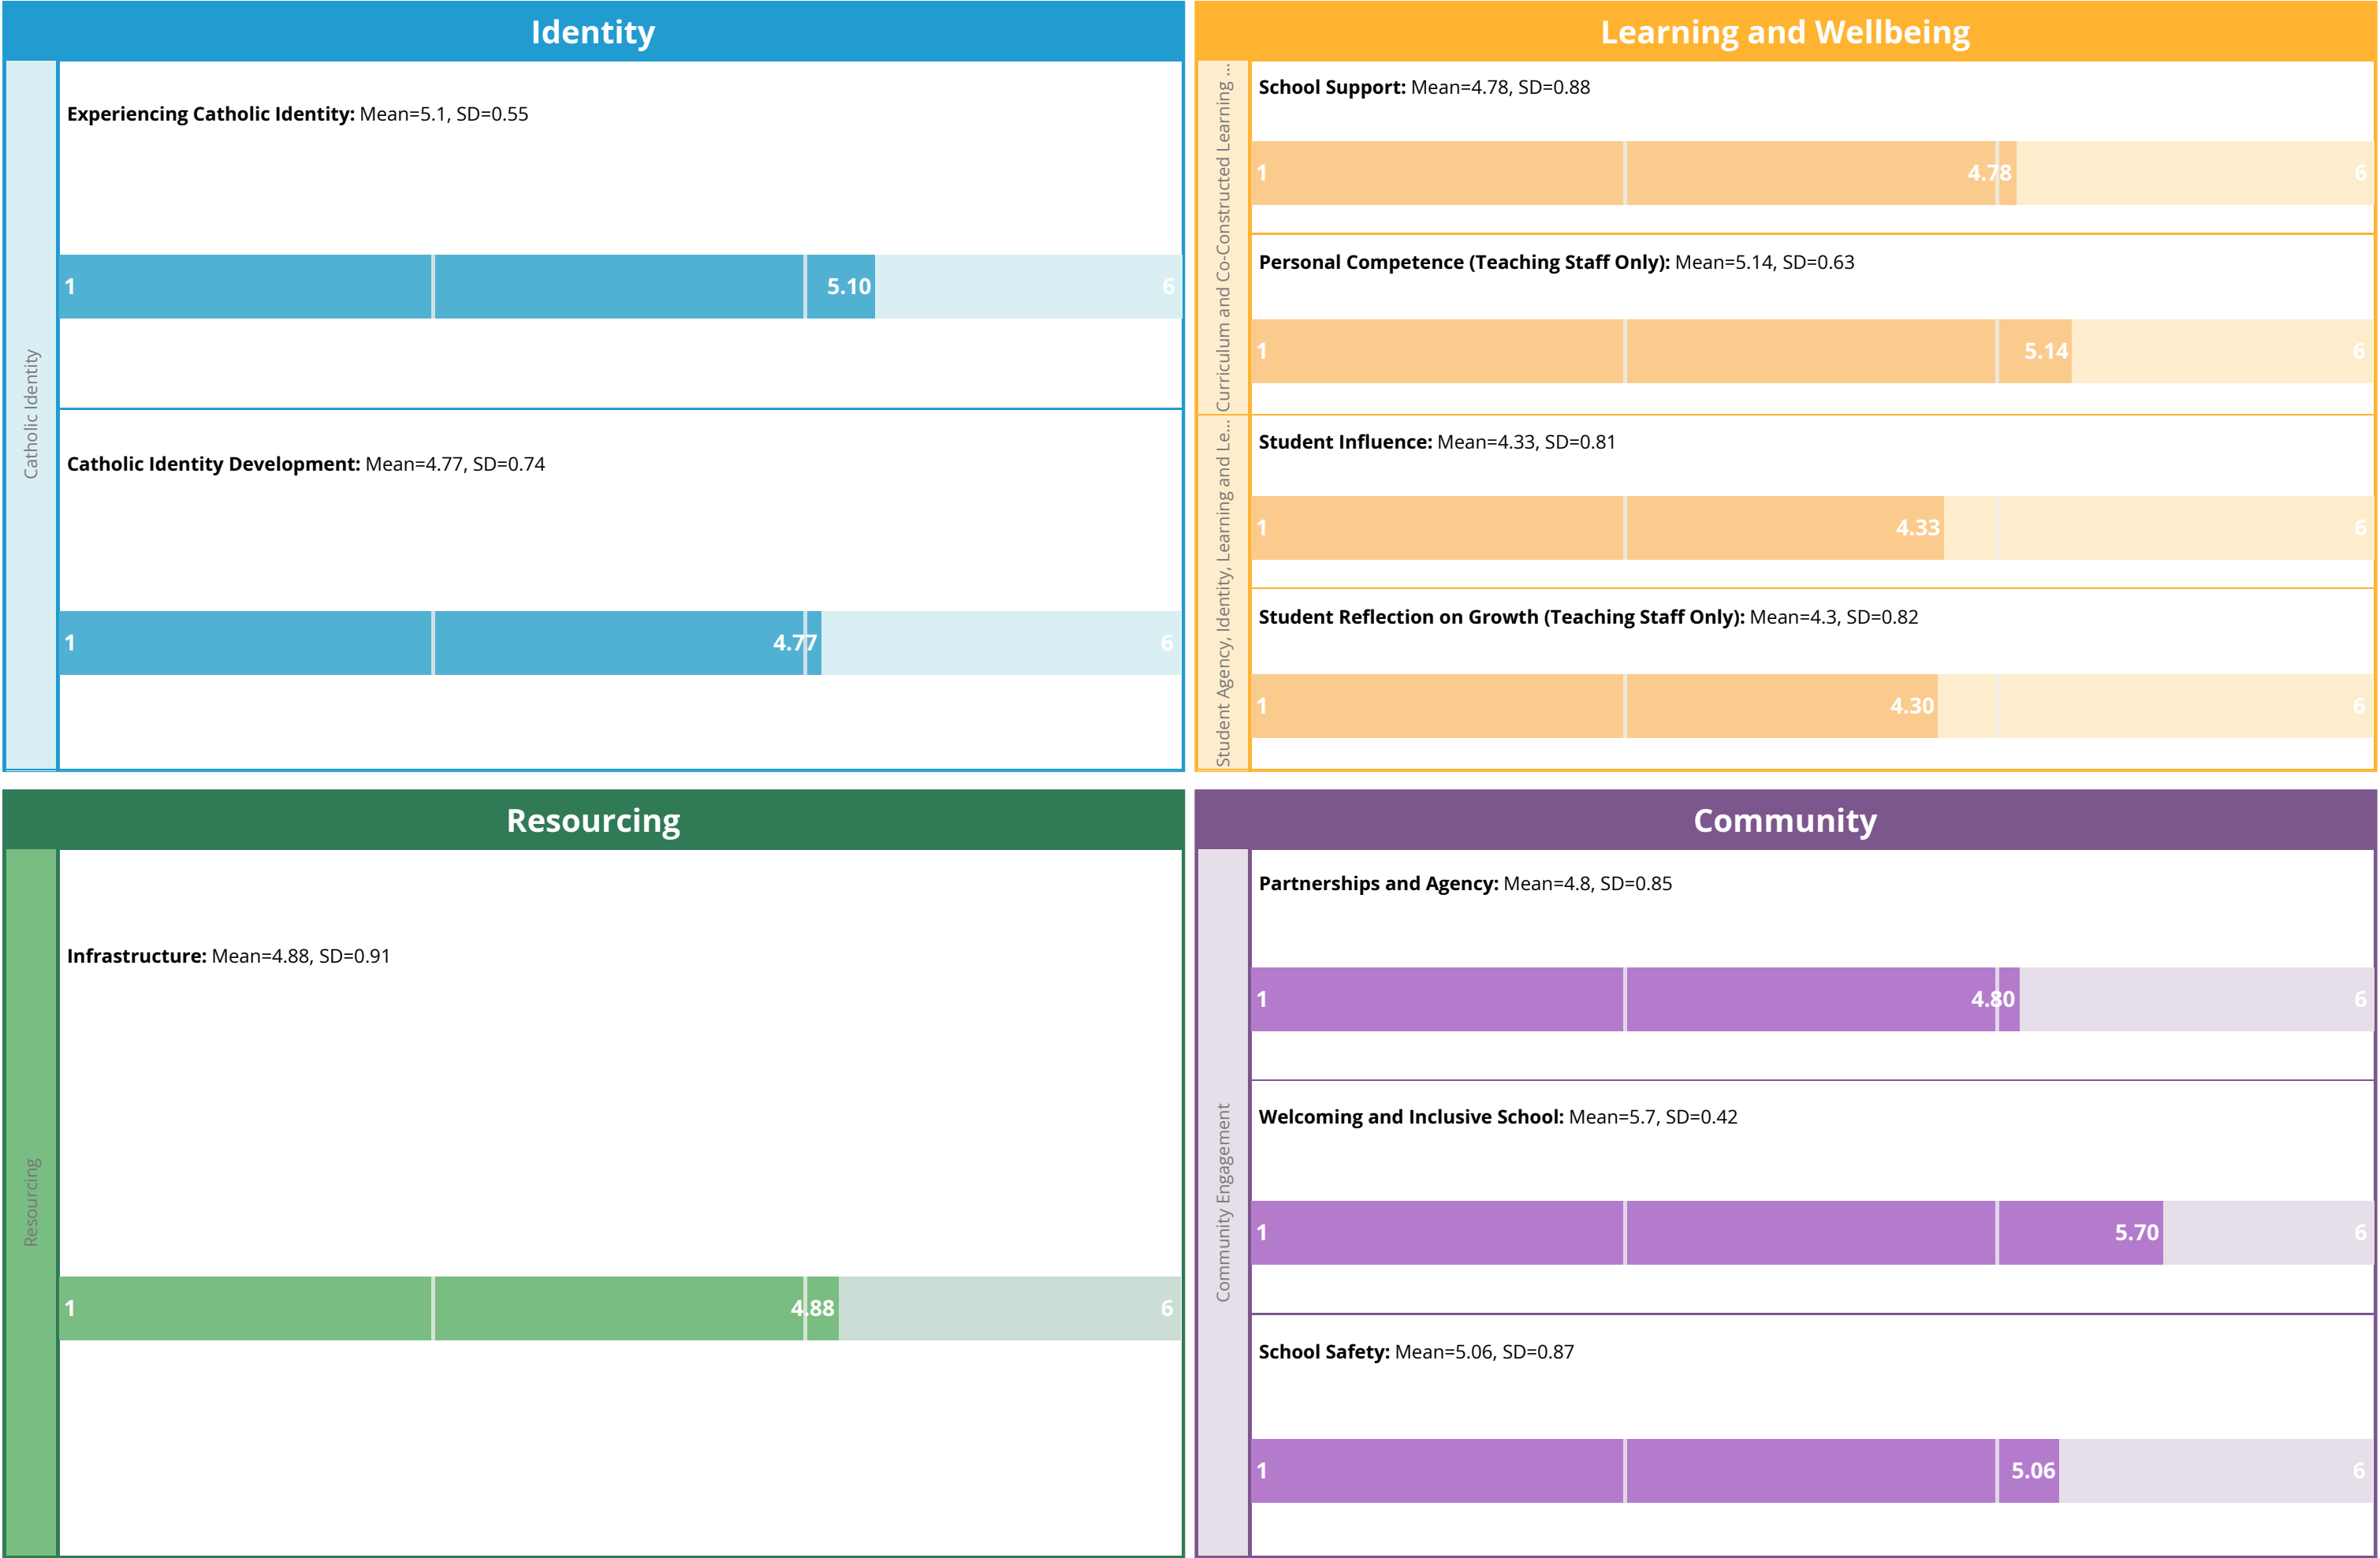 Identity
Catholic Identity
Experiencing Catholic Identity: Mean=5.1, SD=0.55
1 5.10 6
Catholic Identity Development: Mean=4.77, SD=0.74
1 4.77 6
Learning and Wellbeing
Curriculum and Co-Constructed Learning ...
School Support: Mean=4.78, SD=0.88
1 4.78 6
Personal Competence (Teaching Staff Only): Mean=5.14, SD=0.63
1 5.14 6
Student Agency, Identity, Learning and Le...
Student Influence: Mean=4.33, SD=0.81
1 4.33 6
Student Reflection on Growth (Teaching Staff Only): Mean=4.3, SD=0.82
1 4.30 6
Resourcing
Resourcing
Infrastructure: Mean=4.88, SD=0.91
1 4.88 6
Community
Community Engagement
Partnerships and Agency: Mean=4.8, SD=0.85
1 4.80 6
Welcoming and Inclusive School: Mean=5.7, SD=0.42
1 5.70 6
School Safety: Mean=5.06, SD=0.87
1 5.06 6